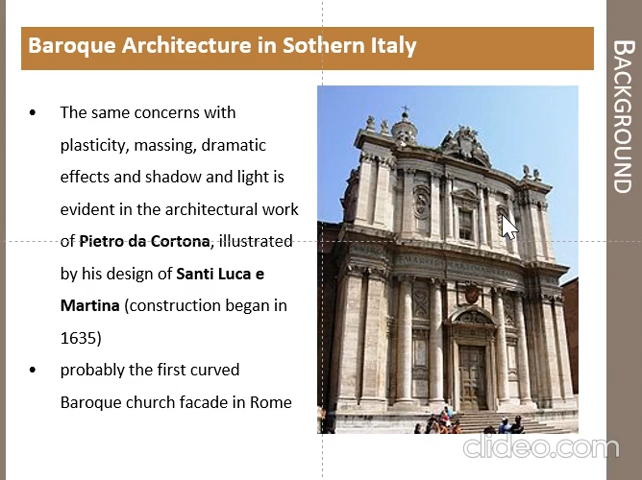 Baroque Architecture in Sothern Italy
BACKGROUND
• The same concerns with
plasticity, massing, dramatic
effects and shadow and light is
evident in the architectural work
of Pietro da Cortona, illustrated
by his design of Santi Luca e
Martina (construction began in
1635)
• probably the first curved
Baroque church facade in Rome
clideo.com